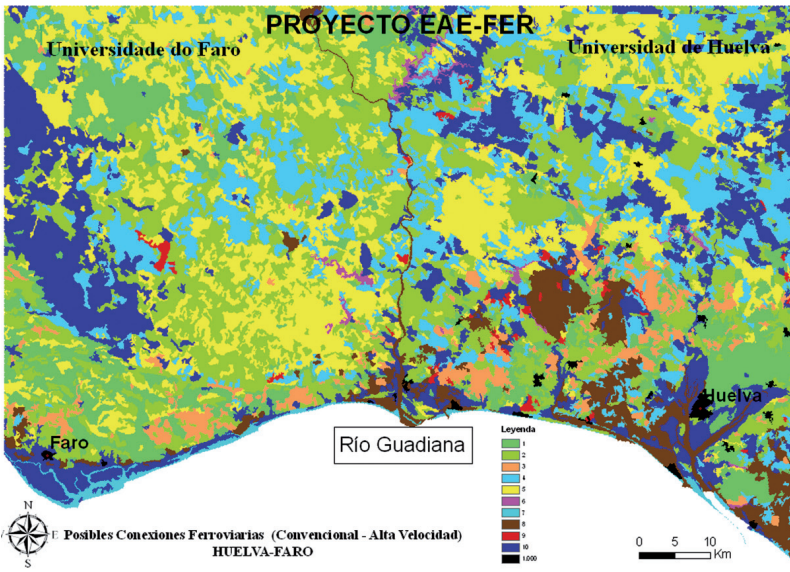 PROYECTO EAE-FER
Universidade do Faro
Universidad de Huelva
Huelva
Faro
Río Guadiana
Leyenda
1
2
3
4
5
6
7
8
9
10
1.000
N
E
S
Posibles Conexiones Ferroviarias (Convencional - Alta Velocidad)
HUELVA-FARO
0 5 10
Km